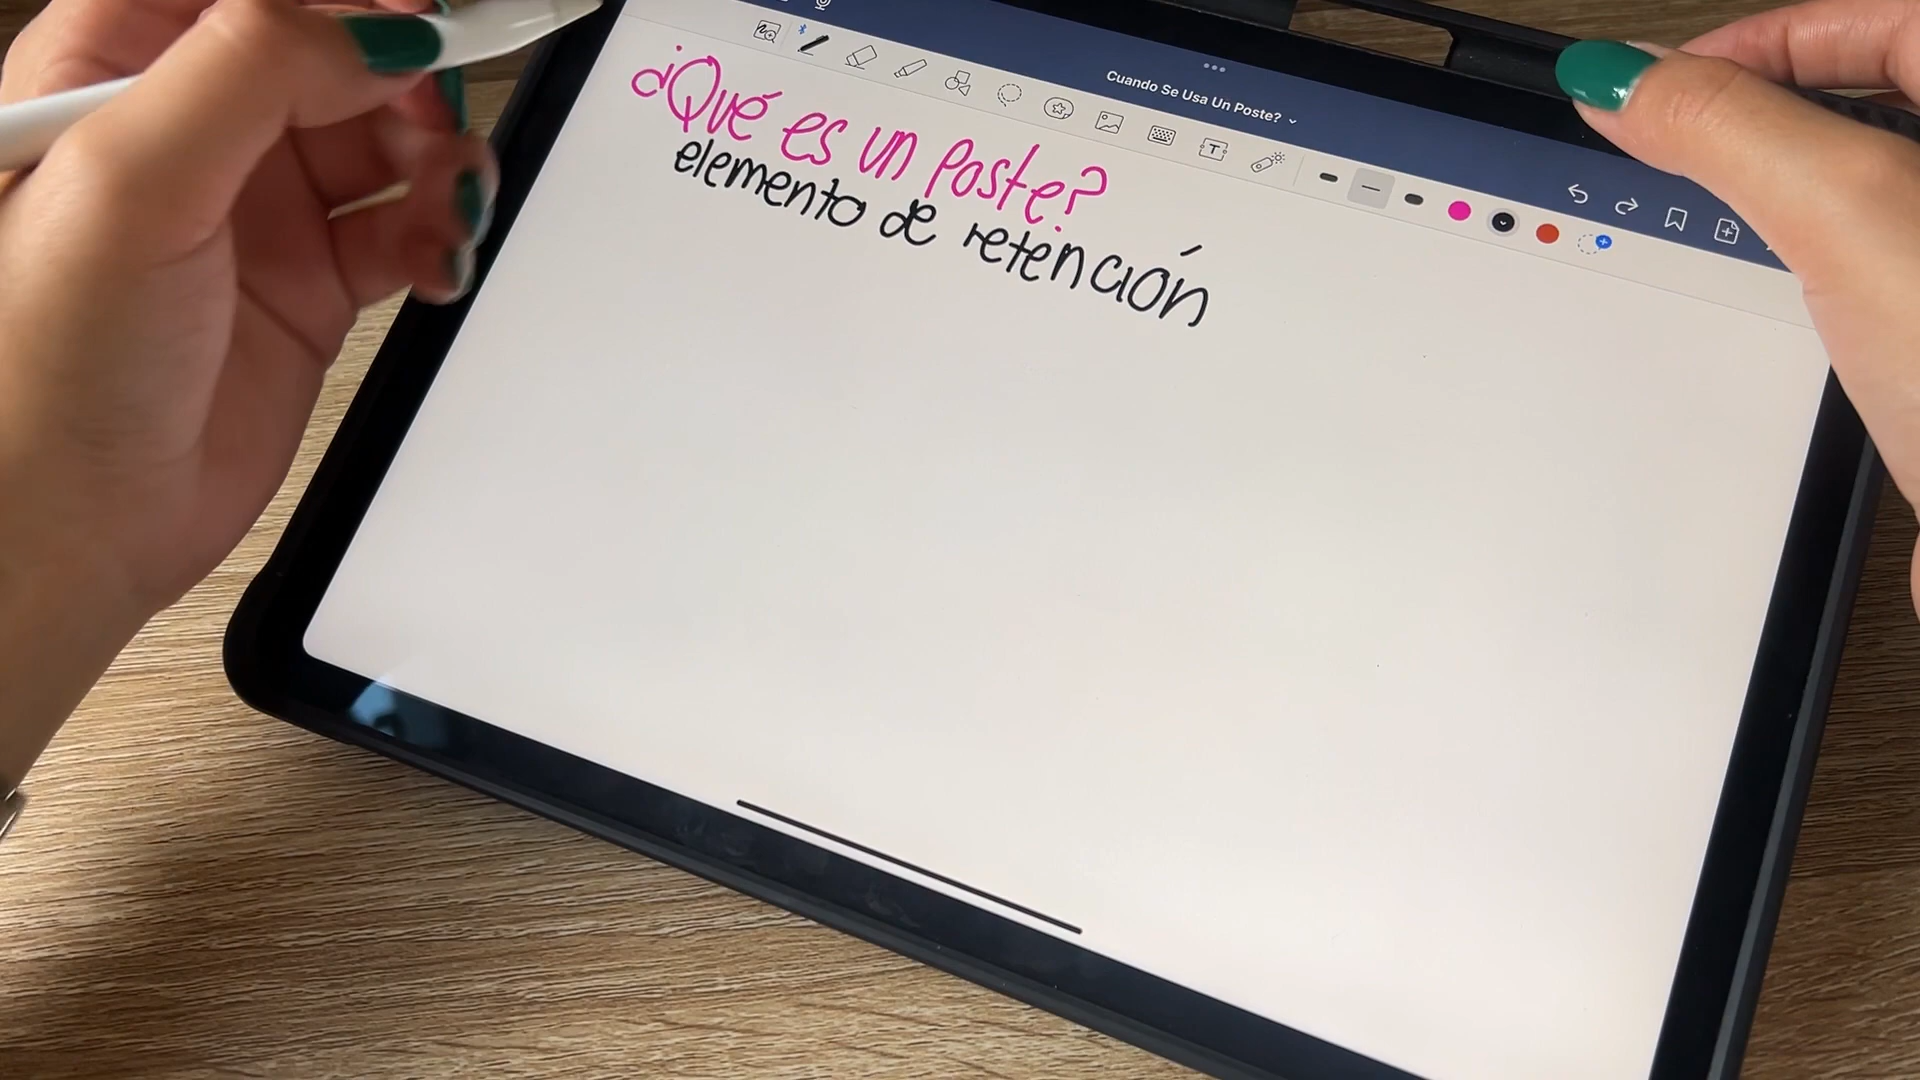 Cuando Se Usa Un Poste?
¿Qué es un Poste?
elemento de retención